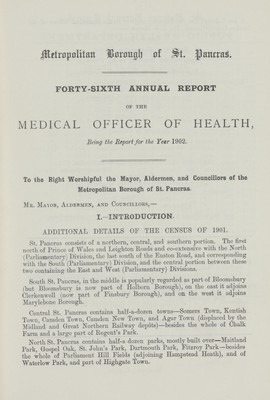 Metropolitan Borough of St. Pancras.
FORTY-SIXTH ANNUAL REPORT
OF THE
MEDICAL OFFICER OF HEALTH,
Being the Report for the Year 1902.
To the Right Worshipful the Mayor, Aldermen, and Councillors of the
Metropolitan Borough of St. Pancras.
MR. MAYOR, ALDERMEN, AND COUNCILLORS,—
I.—INTRODUCTION.
ADDITIONAL DETAILS OF THE CENSUS OF 1901.
St. Pancras consists of a northern, central, and southern portion. The first
north of Prince of Wales and Leighton Roads and co-extensive with the North
(Parliamentary) Division, the last south of the Euston Road, and corresponding
with the South (Parliamentary) Division, and the central portion between these
two containing the East and West (Parliamentary) Divisions.
South St. Pancras, in the middle is popularly regarded as part of Bloomsbury
(but Bloomsbury is now part of Holborn Borough), on the east it adjoins
Clerkenwell (now part of Finsbury Borough), and on the west it adjoins
Marylebone Borough.
Central St. Pancras contains half-a-dozen towns—Somers Town, Kentish
Town, Camden Town, Camden New Town, and Agar Town (displaced by the
Midland and Great Northern Railway depôts)—besides the whole of Chalk
Farm and a large part of Regent's Park.
North St. Pancras contains half-a-dozen parks, mostly built over—Maitland
Park, Gospel Oak, St. John's Park, Dartmouth Park, Fitzroy Park—besides the
whole of Parliament Hill Fields (adjoining Hampstead Heath), and of
Waterlow Park, and part of Highgate Town.